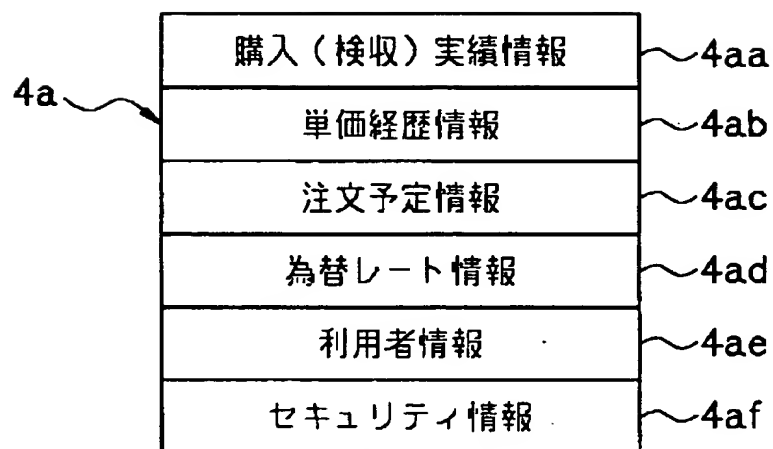 購入（検収）実績情報 4aa
4a
単価経歴情報 4ab
注文予定情報 4ac
為替レート情報 4ad
利用者情報 4ae
セキュリティ情報 4af